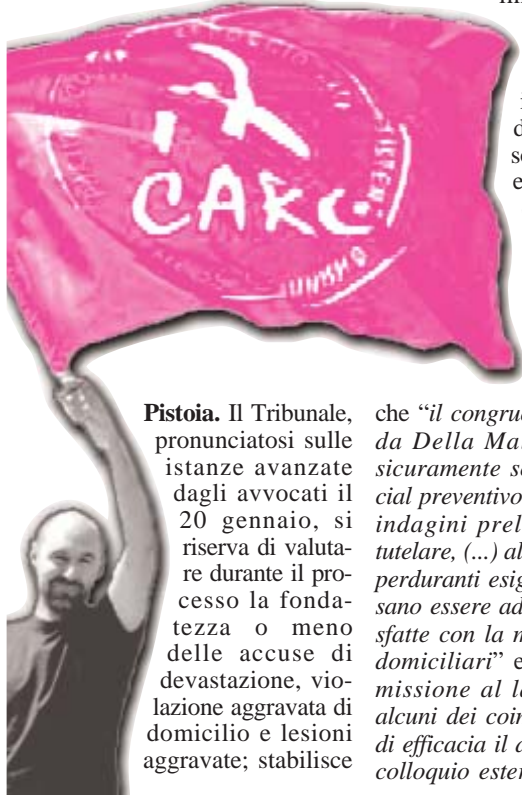 CARC
Pistoia. Il Tribunale,
pronunciatosi sulle
istanze avanzate
dagli avvocati il
20 gennaio, si
riserva di valuta-
re durante il pro-
cesso la fonda-
tezza o meno
delle accuse di
devastazione, vio-
lazione aggravata di
domicilio e lesioni
aggravate; stabilisce
che “il congru
da Della Ma
sicuramente s
cial preventivo
indagini prel
tutelare, (...) al
perduranti esig
sano essere ad
sfatte con la
domiciliari” e
missione al l
alcuni dei coi
di efficacia il
colloquio este